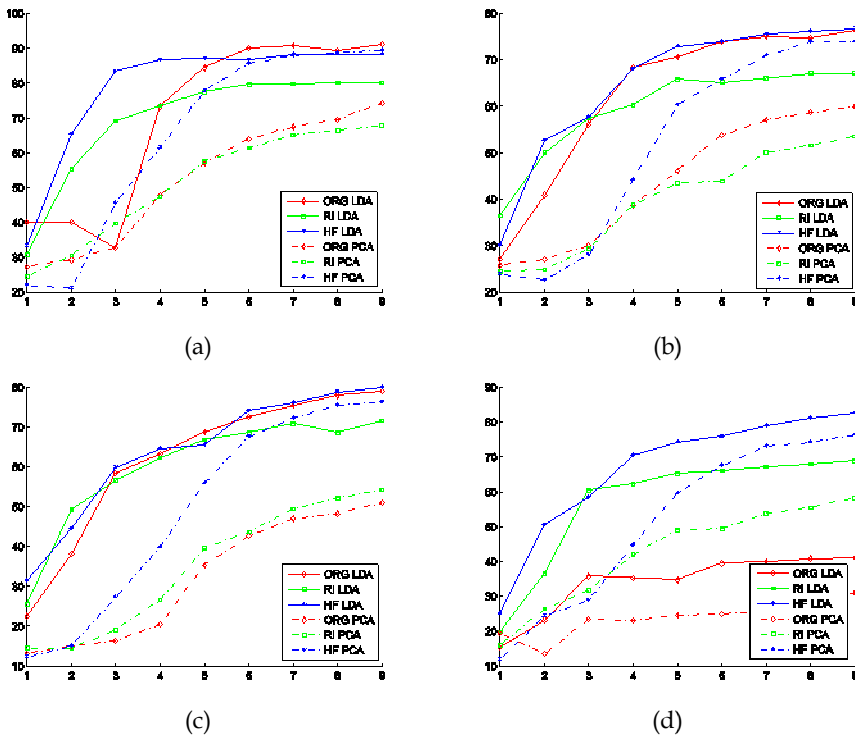 100
90
80
70
60
50
40
30
20
1 2 3 4 5 6 7 8 9
ORG LDA
RI LDA
HF LDA
ORG PCA
RI PCA
HF PCA
(a)
80
70
60
50
40
30
20
1 2 3 4 5 6 7 8 9
ORG LDA
RI LDA
HF LDA
ORG PCA
RI PCA
HF PCA
(b)
80
70
60
50
40
30
20
10
1 2 3 4 5 6 7 8 9
ORG LDA
RI LDA
HF LDA
ORG PCA
RI PCA
HF PCA
(c)
90
80
70
60
50
40
30
20
10
1 2 3 4 5 6 7 8 9
ORG LDA
RI LDA
HF LDA
ORG PCA
RI PCA
HF PCA
(d)